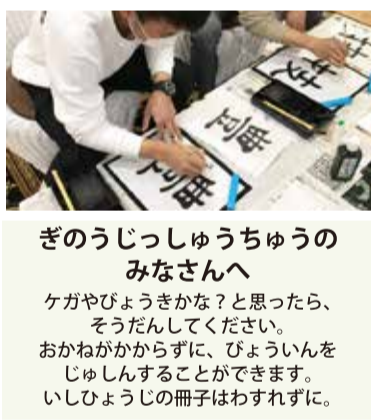 技
ぎのうじっしゅうちゅうの
みなさんへ
ケガやびょうきかな？と思ったら、
そうだんしてください。
おかねがかからずに、びょういんを
じゅしんすることができます。
いしひょうじの冊子はわすれずに。